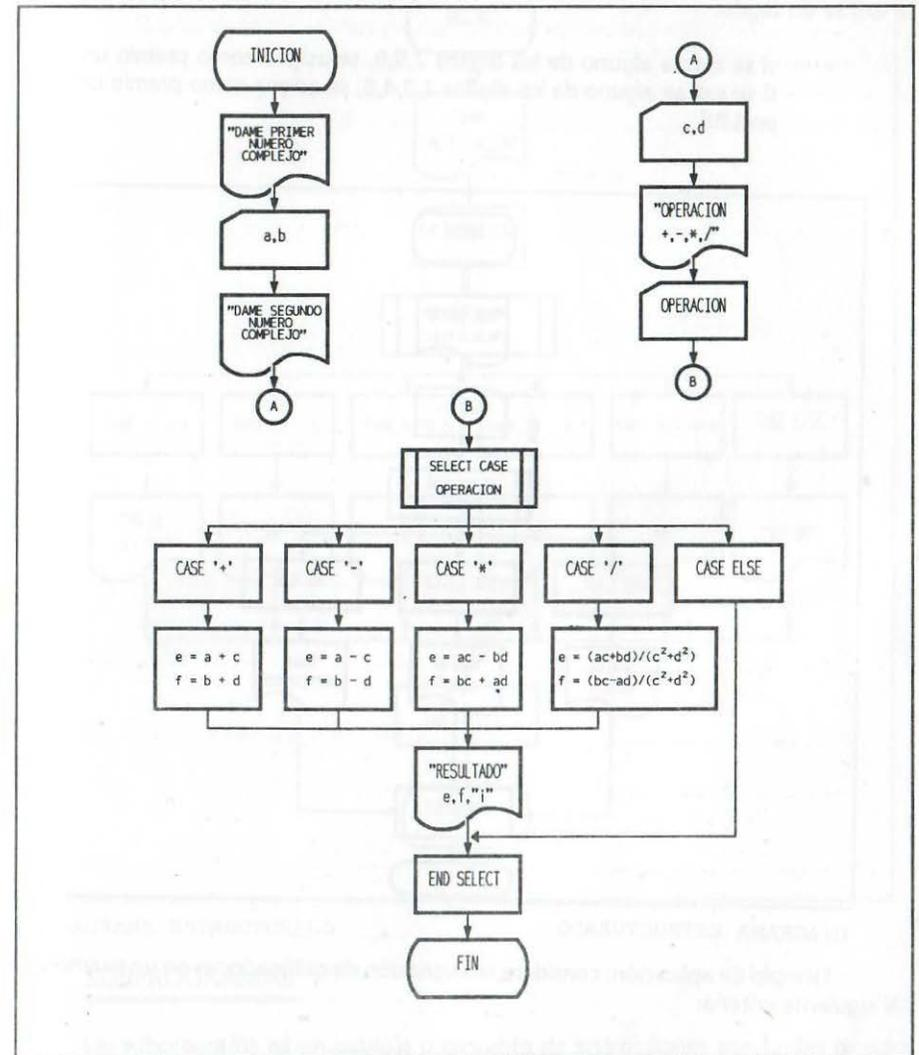 INICION
"DAME PRIMER
NUMERO
COMPLEJO"
a,b
"DAME SEGUNDO
NUMERO
COMPLEJO"
A
A
c,d
"OPERACION
+,-,*,/"
OPERACION
B
B
SELECT CASE
OPERACION
CASE '+'
CASE '-'
CASE '*'
CASE '/'
CASE ELSE
e = a + c
f = b + d
e = a - c
f = b - d
e = ac - bd
f = bc + ad
e = (ac+bd)/(c²+d²)
f = (bc-ad)/(c²+d²)
"RESULTADO"
e,f,"i"
END SELECT
FIN